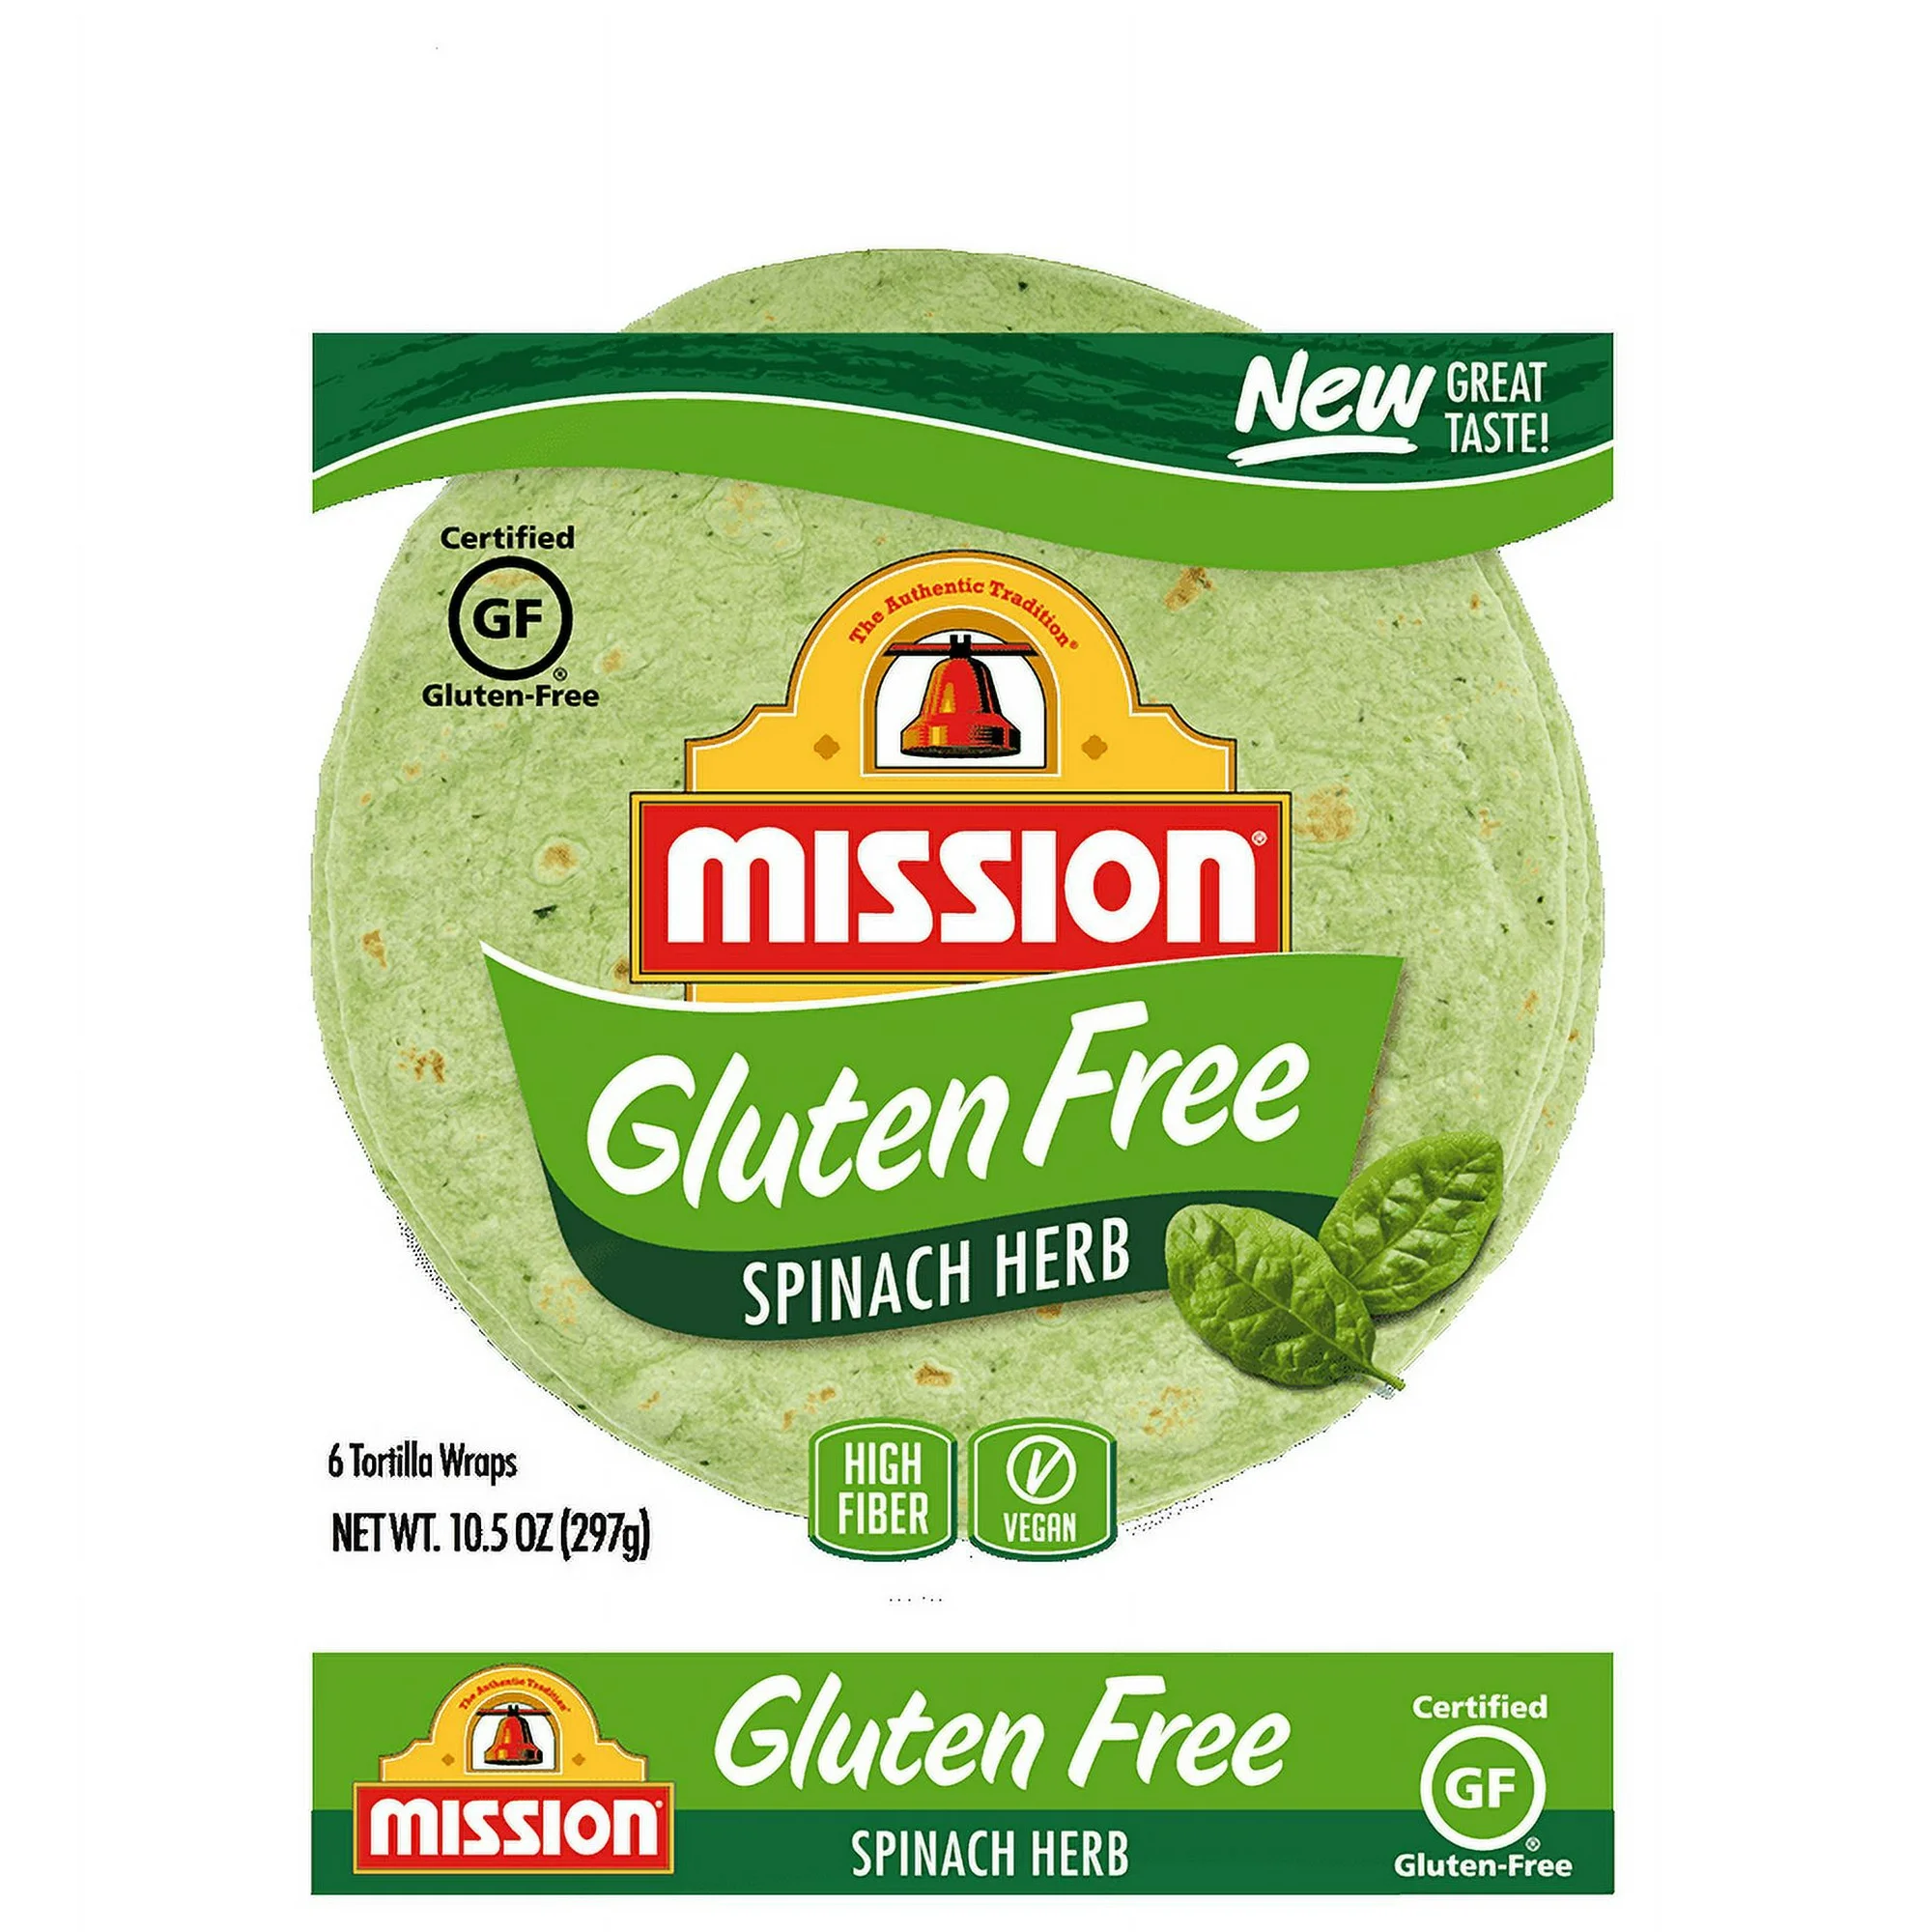 New GREAT
TASTE!
Certified
GF®
Gluten-Free
The Authentic Tradition®
MISSION®
Gluten Free
SPINACH HERB
6 Tortilla Wraps
NET WT. 10.5 OZ (297g)
HIGH
FIBER
V
VEGAN
The Authentic Tradition®
MISSION®
Gluten Free
SPINACH HERB
Certified
GF®
Gluten-Free